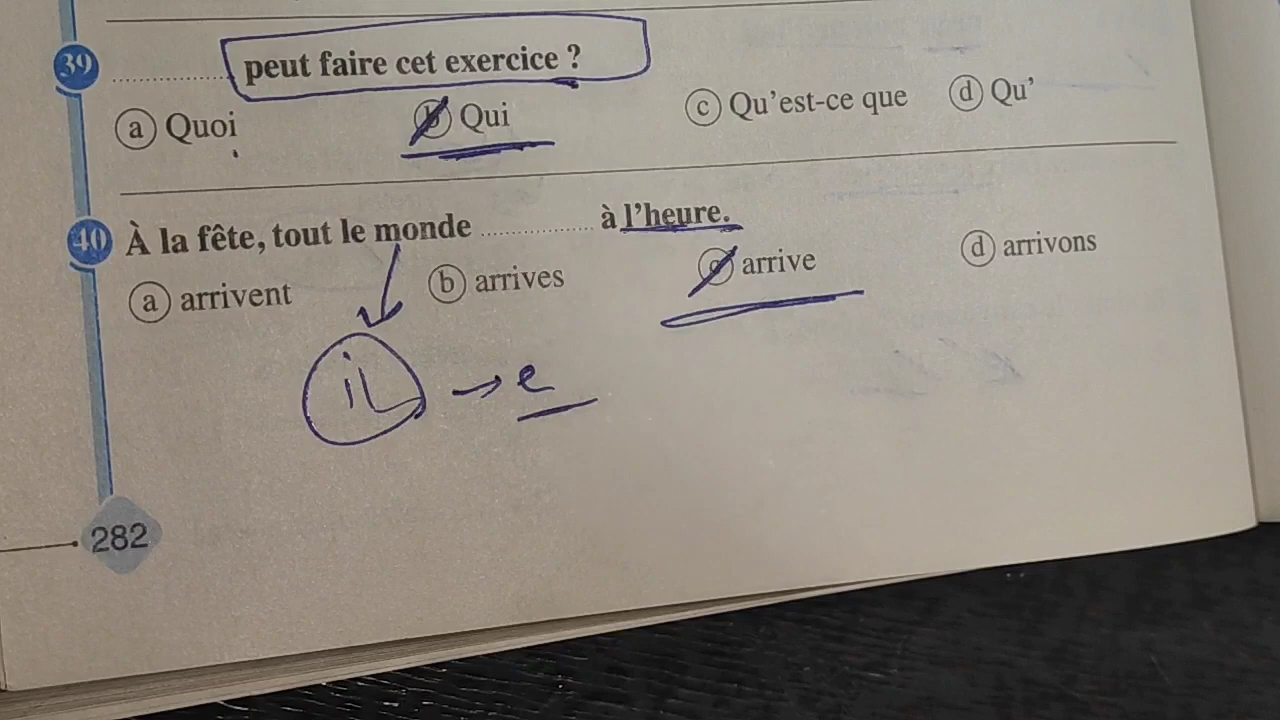 39 .................. peut faire cet exercice ?
a Quoi b Qui c Qu'est-ce que d Qu'
40 À la fête, tout le monde .................. à l'heure.
a arrivent b arrives c arrive d arrivons
iL → e
282